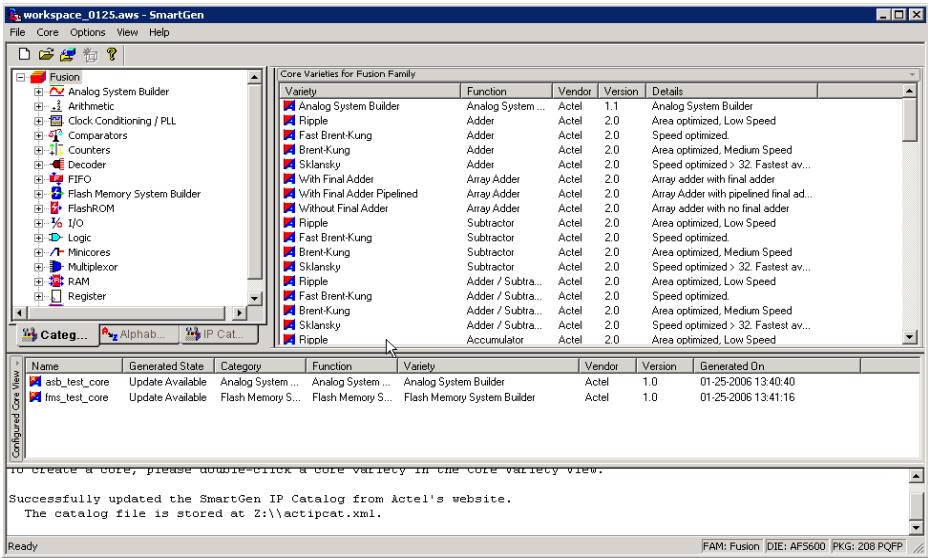 workspace_0125.aws - SmartGen
File Core Options View Help
Fusion
Analog System Builder
Arithmetic
Clock Conditioning / PLL
Comparators
Counters
Decoder
FIFO
Flash Memory System Builder
FlashROM
I/O
Logic
Minicores
Multiplexor
RAM
Register
Categ... Alphab... IP Cat...
Core Varieties for Fusion Family
Variety Function Vendor Version Details
Analog System Builder Analog System ... Actel 1.1 Analog System Builder
Ripple Adder Actel 2.0 Area optimized, Low Speed
Fast Brent-Kung Adder Actel 2.0 Speed optimized.
Brent-Kung Adder Actel 2.0 Area optimized, Medium Speed
Sklansky Adder Actel 2.0 Speed optimized > 32. Fastest av...
With Final Adder Array Adder Actel 2.0 Array adder with final adder
With Final Adder Pipelined Array Adder Actel 2.0 Array Adder with pipelined final ad...
Without Final Adder Array Adder Actel 2.0 Array adder with no final adder
Ripple Subtractor Actel 2.0 Area optimized, Low Speed
Fast Brent-Kung Subtractor Actel 2.0 Speed optimized.
Brent-Kung Subtractor Actel 2.0 Area optimized, Medium Speed
Sklansky Subtractor Actel 2.0 Speed optimized > 32. Fastest av...
Ripple Adder / Subtra... Actel 2.0 Area optimized, Low Speed
Fast Brent-Kung Adder / Subtra... Actel 2.0 Speed optimized.
Brent-Kung Adder / Subtra... Actel 2.0 Area optimized, Medium Speed
Sklansky Adder / Subtra... Actel 2.0 Speed optimized > 32. Fastest av...
Ripple Accumulator Actel 2.0 Area optimized, Low Speed
Configured Core View
Name Generated State Category Function Variety Vendor Version Generated On
asb_test_core Update Available Analog System ... Analog System ... Analog System Builder Actel 1.0 01-25-2006 13:40:40
fms_test_core Update Available Flash Memory S... Flash Memory S... Flash Memory System Builder Actel 1.0 01-25-2006 13:41:16
To create a core, please double-click a core variety in the Core Variety View.
Successfully updated the SmartGen IP Catalog from Actel's website.
The catalog file is stored at Z:\\actipcat.xml.
Ready FAM: Fusion DIE: AFS600 PKG: 208 PQFP